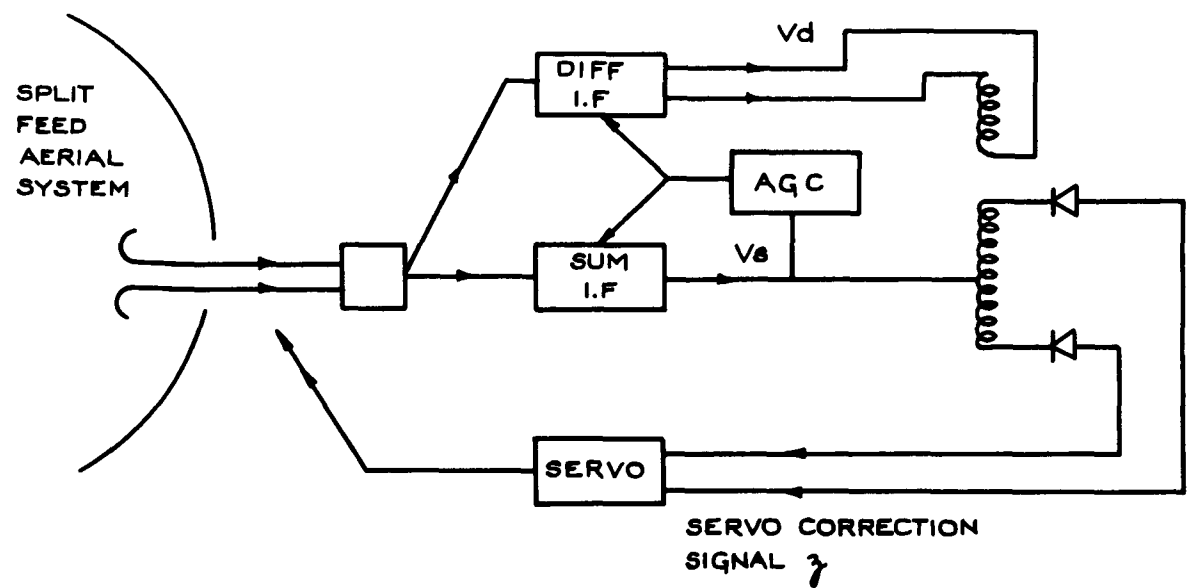 SPLIT
FEED
AERIAL
SYSTEM
DIFF
I.F
Vd
AGC
SUM
I.F
Vs
SERVO
SERVO CORRECTION
SIGNAL z